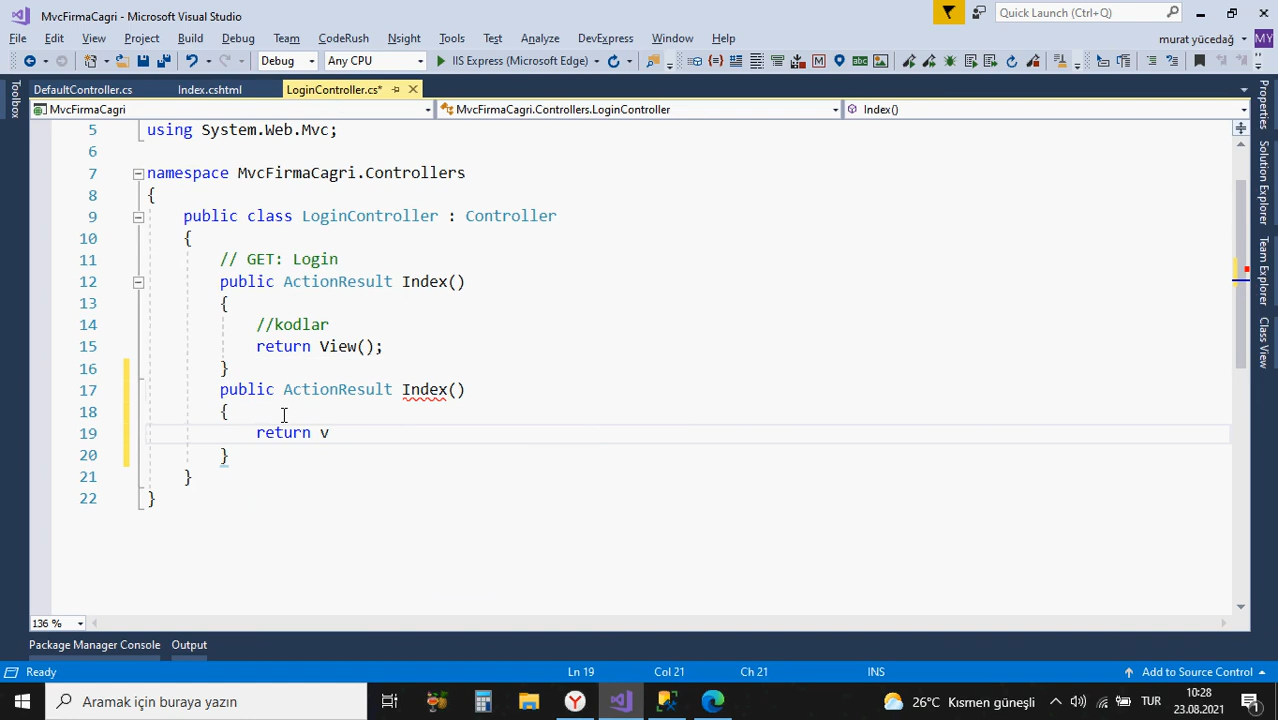 MvcFirmaCagri - Microsoft Visual Studio
Quick Launch (Ctrl+Q)
File Edit View Project Build Debug Team CodeRush Nsight Tools Test Analyze DevExpress Window Help
murat yücedağ MY
Debug Any CPU IIS Express (Microsoft Edge)
DefaultController.cs Index.cshtml LoginController.cs*
MvcFirmaCagri MvcFirmaCagri.Controllers.LoginController Index()
Toolbox
Properties
Solution Explorer
Team Explorer
Class View
5 using System.Web.Mvc;
6
7 namespace MvcFirmaCagri.Controllers
8 {
9 public class LoginController : Controller
10 {
11 // GET: Login
12 public ActionResult Index()
13 {
14 //kodlar
15 return View();
16 }
17 public ActionResult Index()
18 {
19 return v
20 }
21 }
22 }
136 %
Package Manager Console Output
Ready Ln 19 Col 21 Ch 21 INS Add to Source Control
Aramak için buraya yazın
26°C Kısmen güneşli TUR 10:28
23.08.2021